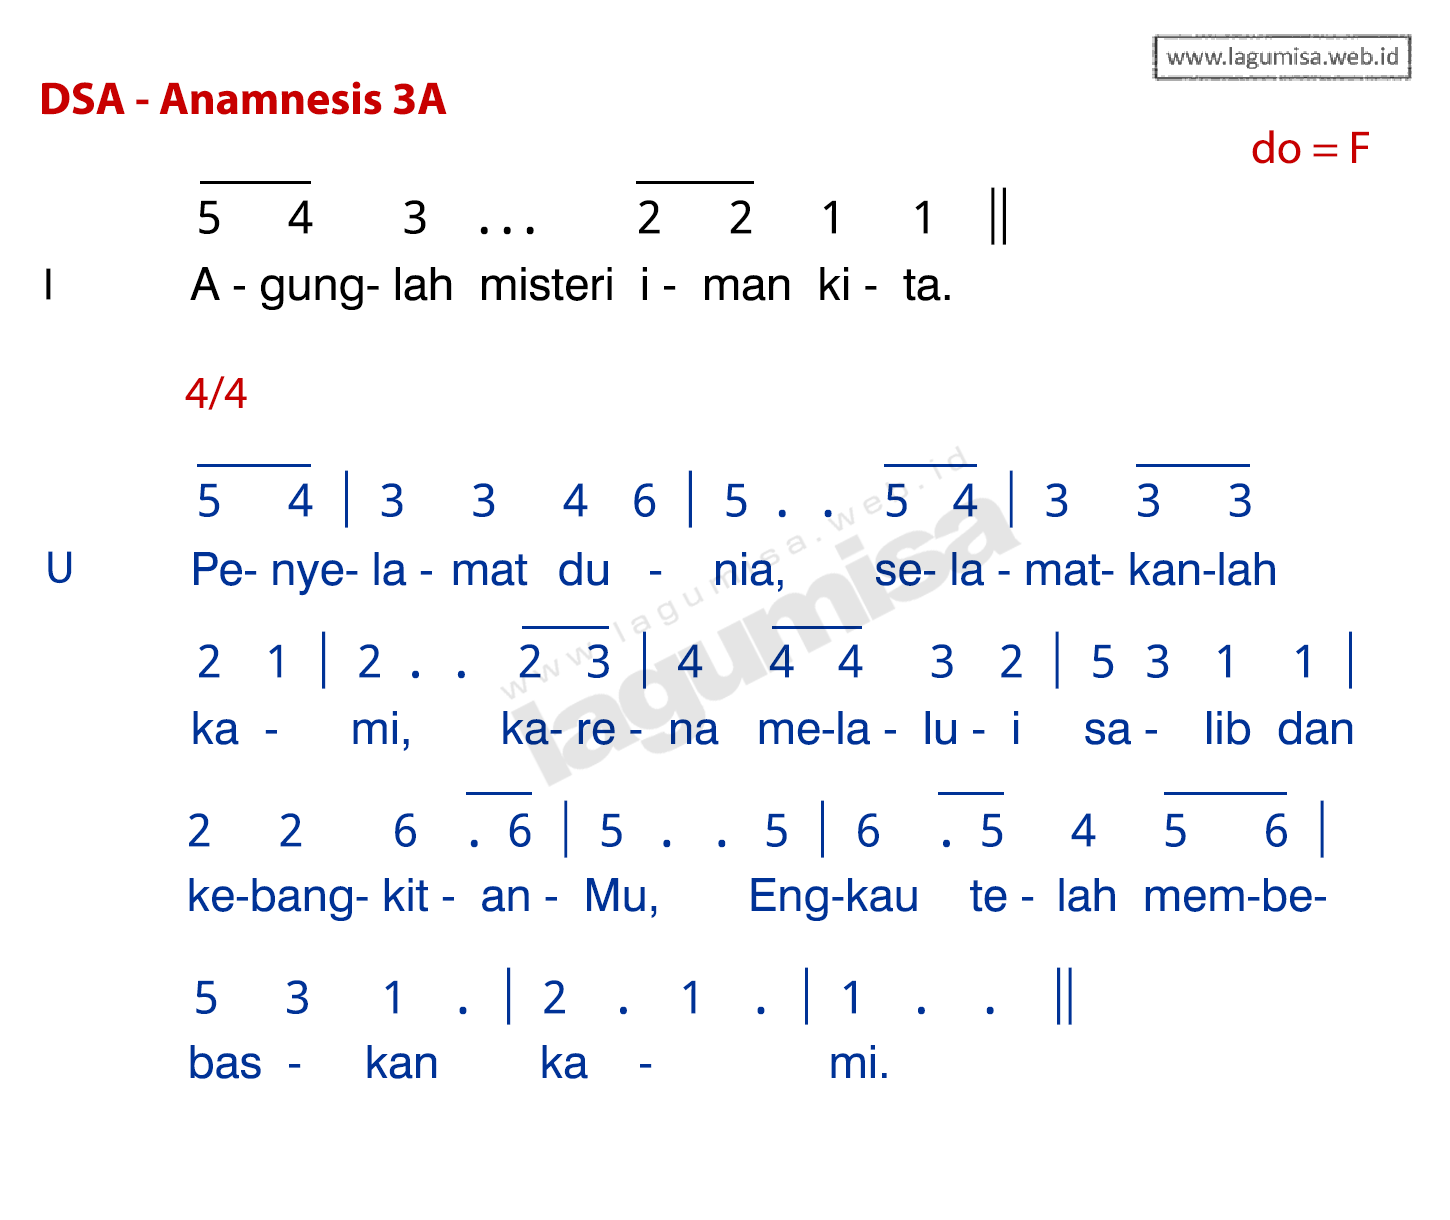 www.lagumisa.web.id
DSA - Anamnesis 3A
do = F
5 4 3 . . . 2 2 1 1 ||
I A - gung- lah misteri i - man ki - ta.
4/4
5 4 | 3 3 4 6 | 5 . . 5 4 | 3 3 3
U Pe- nye- la - mat du - nia, se- la - mat- kan-lah
2 1 | 2 . . 2 3 | 4 4 4 3 2 | 5 3 1 1 |
ka - mi, ka- re - na me-la - lu - i sa - lib dan
2 2 6 . 6 | 5 . . 5 | 6 . 5 4 5 6 |
ke-bang- kit - an - Mu, Eng-kau te - lah mem-be-
5 3 1 . | 2 . 1 . | 1 . . ||
bas - kan ka - mi.
www.lagumisa.web.id
lagumisa